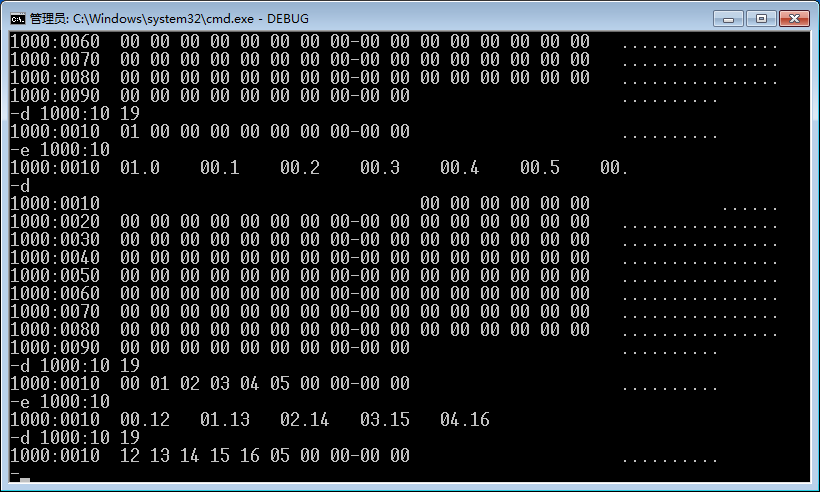 管理员: C:\Windows\system32\cmd.exe - DEBUG
1000:0060  00 00 00 00 00 00 00 00-00 00 00 00 00 00 00 00   ................
1000:0070  00 00 00 00 00 00 00 00-00 00 00 00 00 00 00 00   ................
1000:0080  00 00 00 00 00 00 00 00-00 00 00 00 00 00 00 00   ................
1000:0090  00 00 00 00 00 00 00 00-00 00                     ..........
-d 1000:10 19
1000:0010  01 00 00 00 00 00 00 00-00 00                     ..........
-e 1000:10
1000:0010  01.0    00.1    00.2    00.3    00.4    00.5    00.
-d
1000:0010                                00 00 00 00 00 00             ......
1000:0020  00 00 00 00 00 00 00 00-00 00 00 00 00 00 00 00   ................
1000:0030  00 00 00 00 00 00 00 00-00 00 00 00 00 00 00 00   ................
1000:0040  00 00 00 00 00 00 00 00-00 00 00 00 00 00 00 00   ................
1000:0050  00 00 00 00 00 00 00 00-00 00 00 00 00 00 00 00   ................
1000:0060  00 00 00 00 00 00 00 00-00 00 00 00 00 00 00 00   ................
1000:0070  00 00 00 00 00 00 00 00-00 00 00 00 00 00 00 00   ................
1000:0080  00 00 00 00 00 00 00 00-00 00 00 00 00 00 00 00   ................
1000:0090  00 00 00 00 00 00 00 00-00 00                     ..........
-d 1000:10 19
1000:0010  00 01 02 03 04 05 00 00-00 00                     ..........
-e 1000:10
1000:0010  00.12   01.13   02.14   03.15   04.16
-d 1000:10 19
1000:0010  12 13 14 15 16 05 00 00-00 00                     ..........
-_